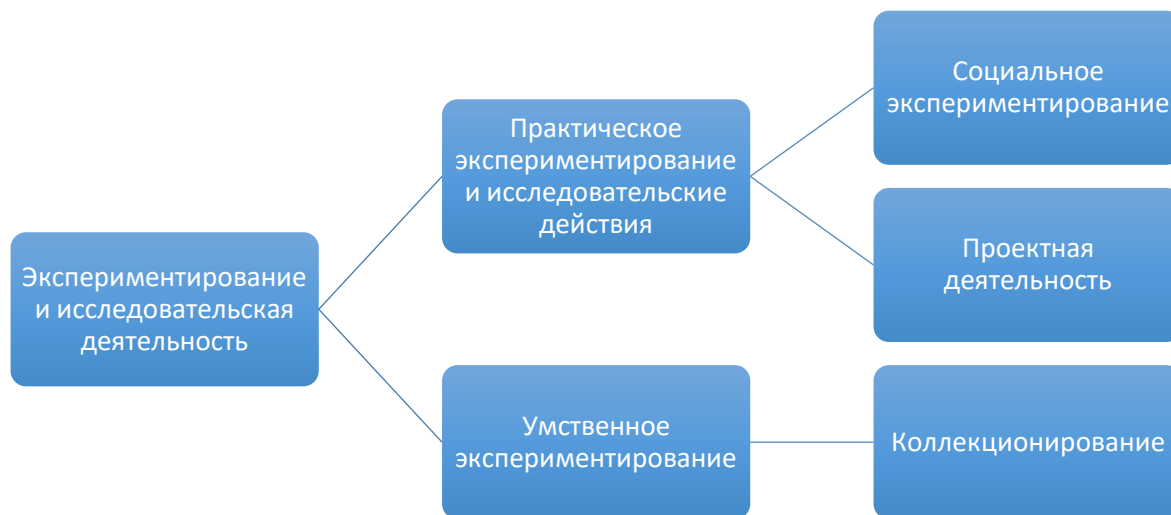 Экспериментирование
и исследовательская
деятельность
Практическое
экспериментирование
и исследовательские
действия
Социальное
экспериментирование
Проектная
деятельность
Умственное
экспериментирование
Коллекционирование